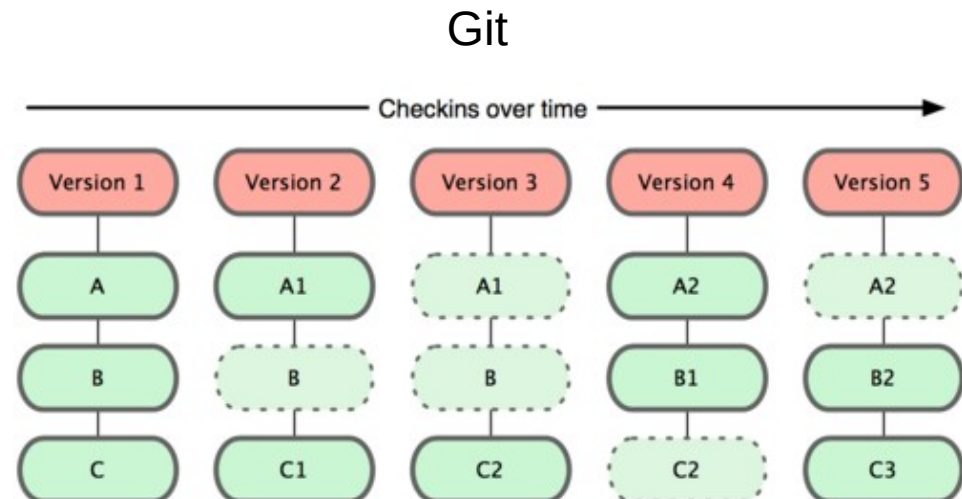 Git
Checkins over time
Version 1 Version 2 Version 3 Version 4 Version 5
A A1 A1 A2 A2
B B B B1 B2
C C1 C2 C2 C3